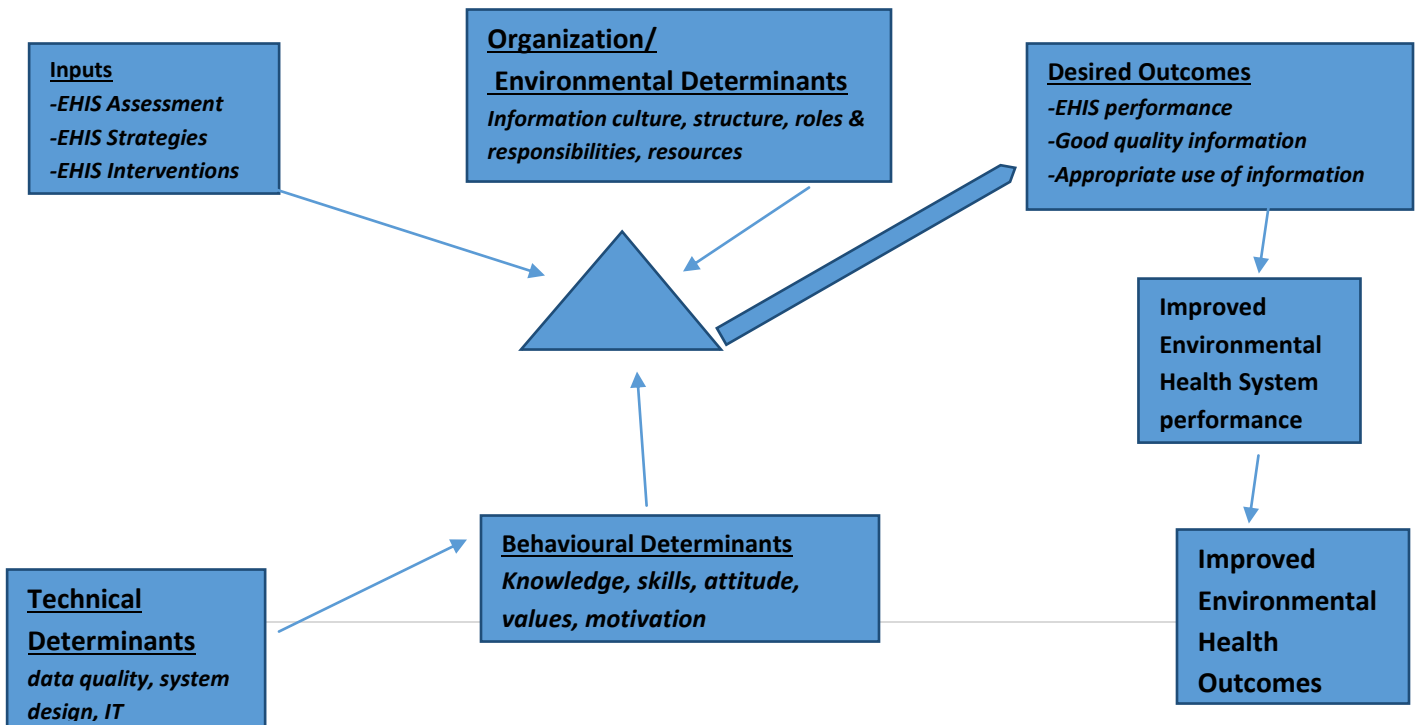 Inputs
-EHIS Assessment
-EHIS Strategies
-EHIS Interventions
Organization/
Environmental Determinants
Information culture, structure, roles &
responsibilities, resources
Desired Outcomes
-EHIS performance
-Good quality information
-Appropriate use of information
Improved
Environmental
Health System
performance
Behavioural Determinants
Knowledge, skills, attitude,
values, motivation
Technical
Determinants
data quality, system
design, IT
Improved
Environmental
Health
Outcomes